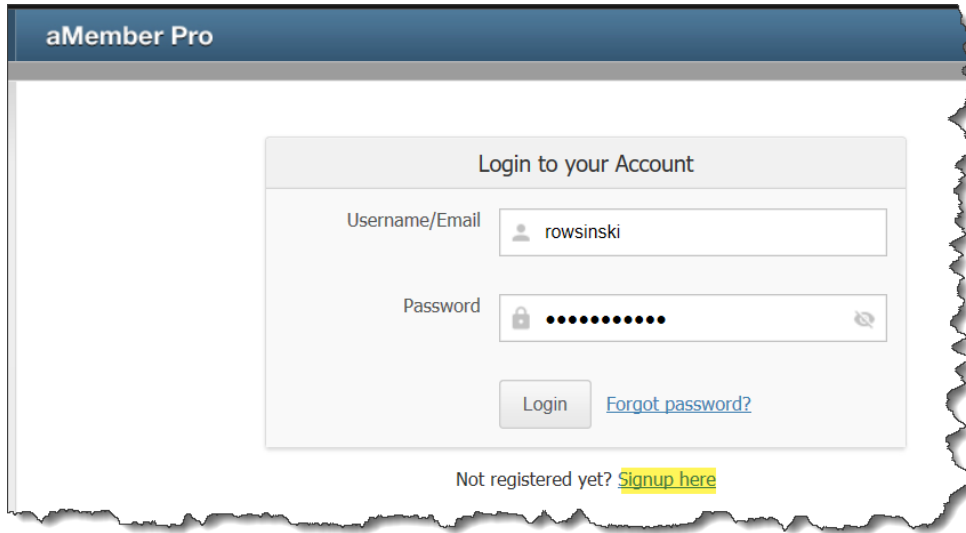 aMember Pro
Login to your Account
Username/Email
rowsinski
Password
•••••••••••
Login Forgot password?
Not registered yet? Signup here